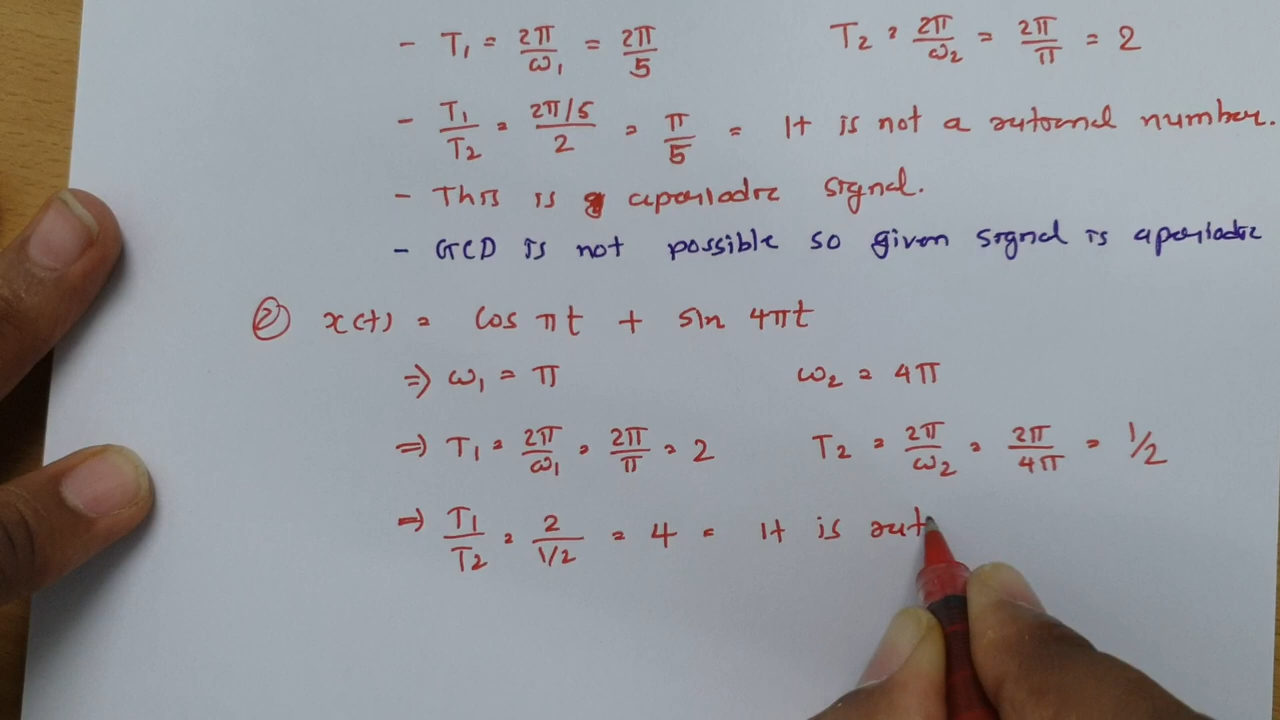 - T₁ = 2π/ω₁ = 2π/5 T₂ = 2π/ω₂ = 2π/π = 2
- T₁/T₂ = (2π/5)/2 = π/5 = It is not a rational number.
- This is aperiodic signal.
- GCD is not possible so given signal is aperiodic
② x(t) = cos πt + sin 4πt
⇒ ω₁ = π ω₂ = 4π
⇒ T₁ = 2π/ω₁ = 2π/π = 2 T₂ = 2π/ω₂ = 2π/4π = 1/2
⇒ T₁/T₂ = 2/(1/2) = 4 = It is rat